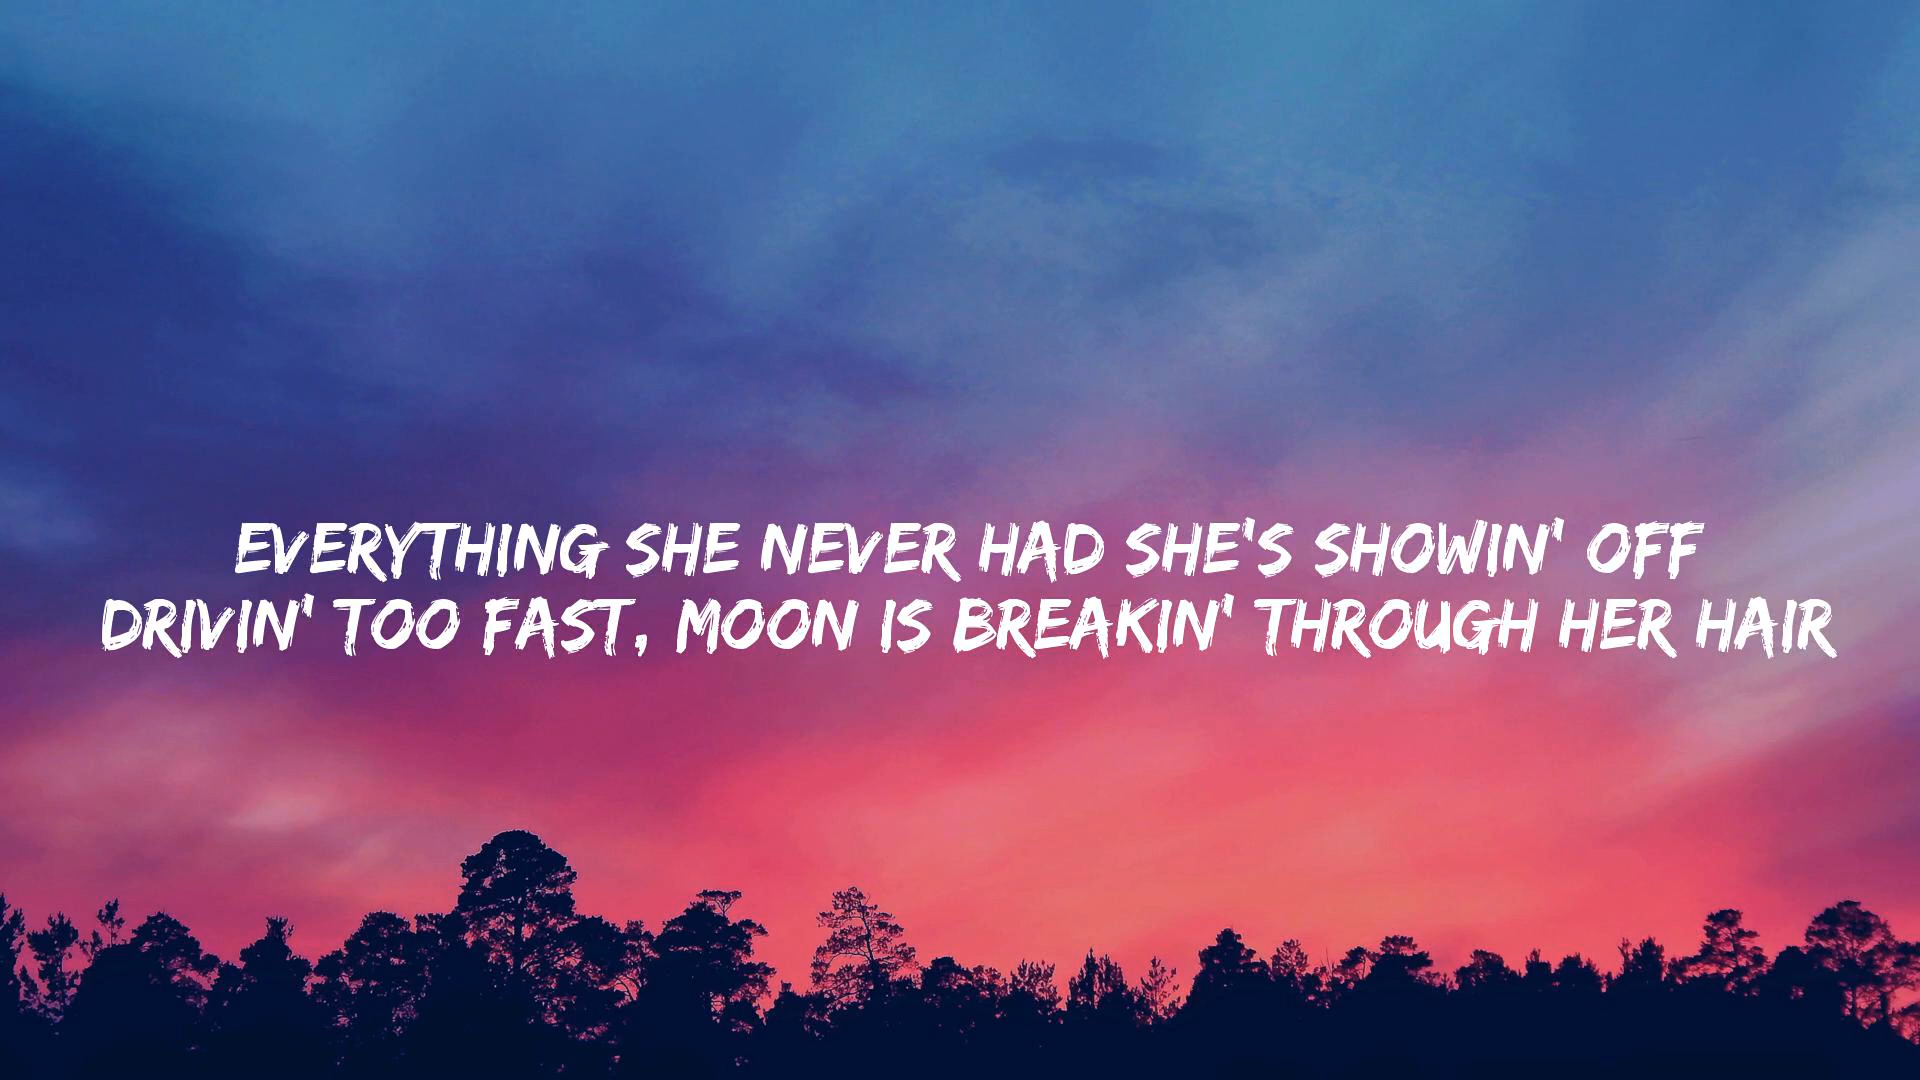 EVERYTHING SHE NEVER HAD SHE'S SHOWIN' OFF
DRIVIN' TOO FAST, MOON IS BREAKIN' THROUGH HER HAIR